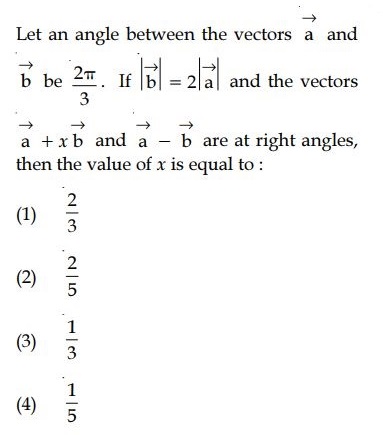 Let an angle between the vectors $\vec{a}$ and
$\vec{b}$ be $\frac{2\pi}{3}$. If $|\vec{b}| = 2|\vec{a}|$ and the vectors
$\vec{a} + x\vec{b}$ and $\vec{a} - \vec{b}$ are at right angles,
then the value of x is equal to :
(1) $\frac{2}{3}$
(2) $\frac{2}{5}$
(3) $\frac{1}{3}$
(4) $\frac{1}{5}$